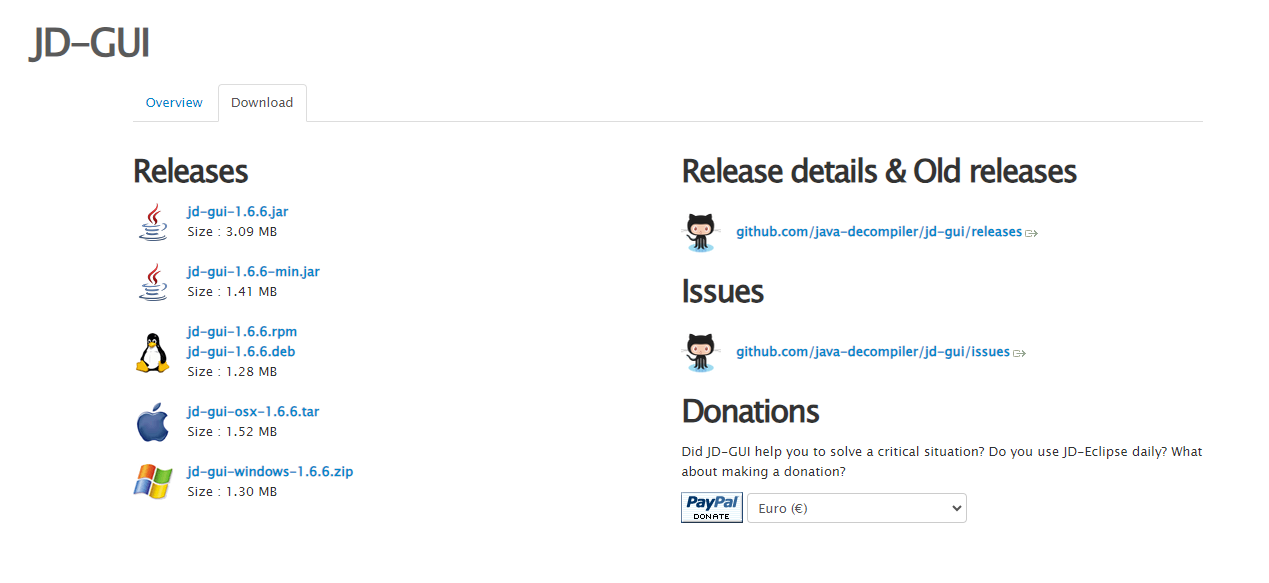 JD-GUI
Overview
Download
Releases
jd-gui-1.6.6.jar
Size : 3.09 MB
jd-gui-1.6.6-min.jar
Size : 1.41 MB
jd-gui-1.6.6.rpm
jd-gui-1.6.6.deb
Size : 1.28 MB
jd-gui-osx-1.6.6.tar
Size : 1.52 MB
jd-gui-windows-1.6.6.zip
Size : 1.30 MB
Release details & Old releases
github.com/java-decompiler/jd-gui/releases
Issues
github.com/java-decompiler/jd-gui/issues
Donations
Did JD-GUI help you to solve a critical situation? Do you use JD-Eclipse daily? What
about making a donation?
PayPal
DONATE
Euro (€)